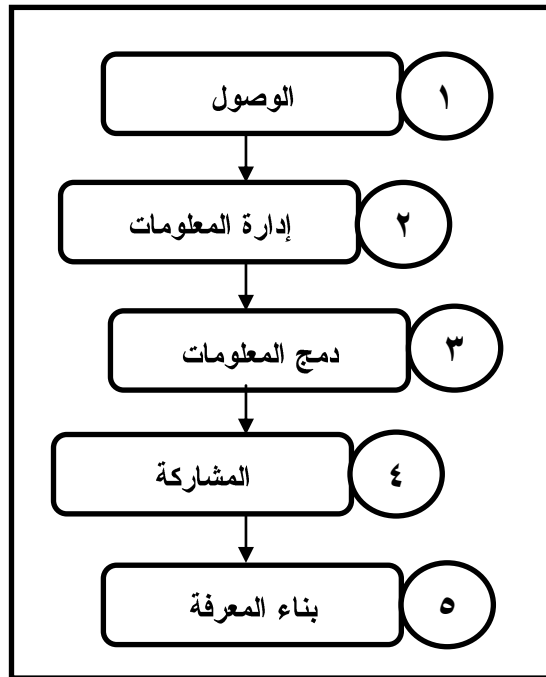 الوصول ١
إدارة المعلومات ٢
دمج المعلومات ٣
المشاركة ٤
بناء المعرفة ٥